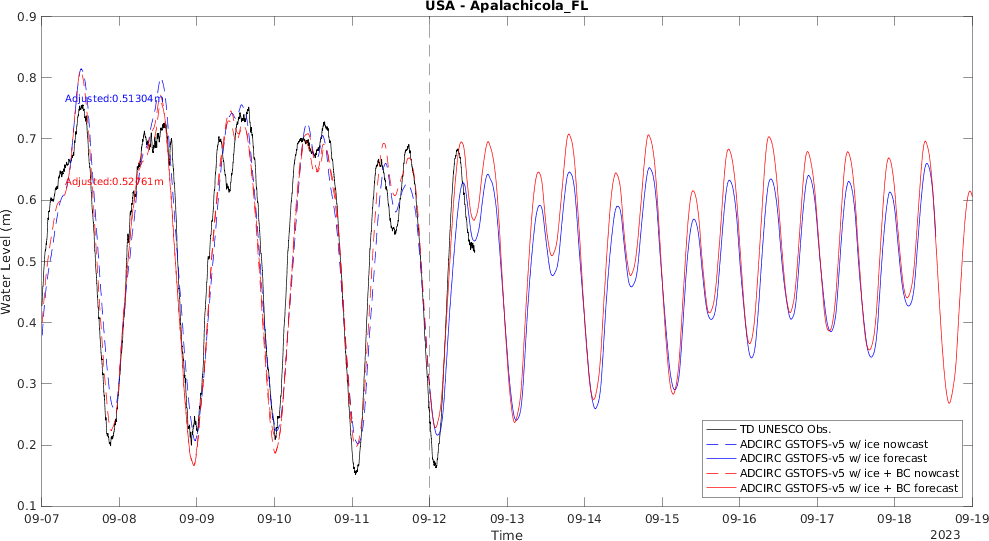 USA - Apalachicola_FL
0.9
0.8
0.7
0.6
0.5
0.4
0.3
0.2
0.1
Water Level (m)
Adjusted:0.51304m
Adjusted:0.52761m
TD UNESCO Obs.
ADCIRC GSTOFS-v5 w/ ice nowcast
ADCIRC GSTOFS-v5 w/ ice forecast
ADCIRC GSTOFS-v5 w/ ice + BC nowcast
ADCIRC GSTOFS-v5 w/ ice + BC forecast
09-07 09-08 09-09 09-10 09-11 09-12 09-13 09-14 09-15 09-16 09-17 09-18 09-19
Time
2023